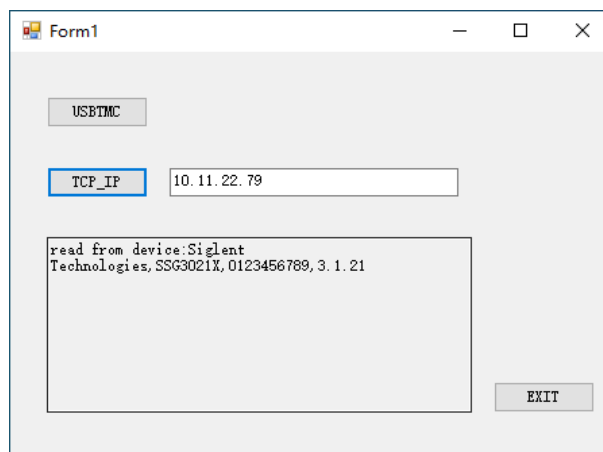 Form1
USBTMC
TCP_IP
10.11.22.79
read from device:Siglent
Technologies,SSG3021X,0123456789,3.1.21
EXIT